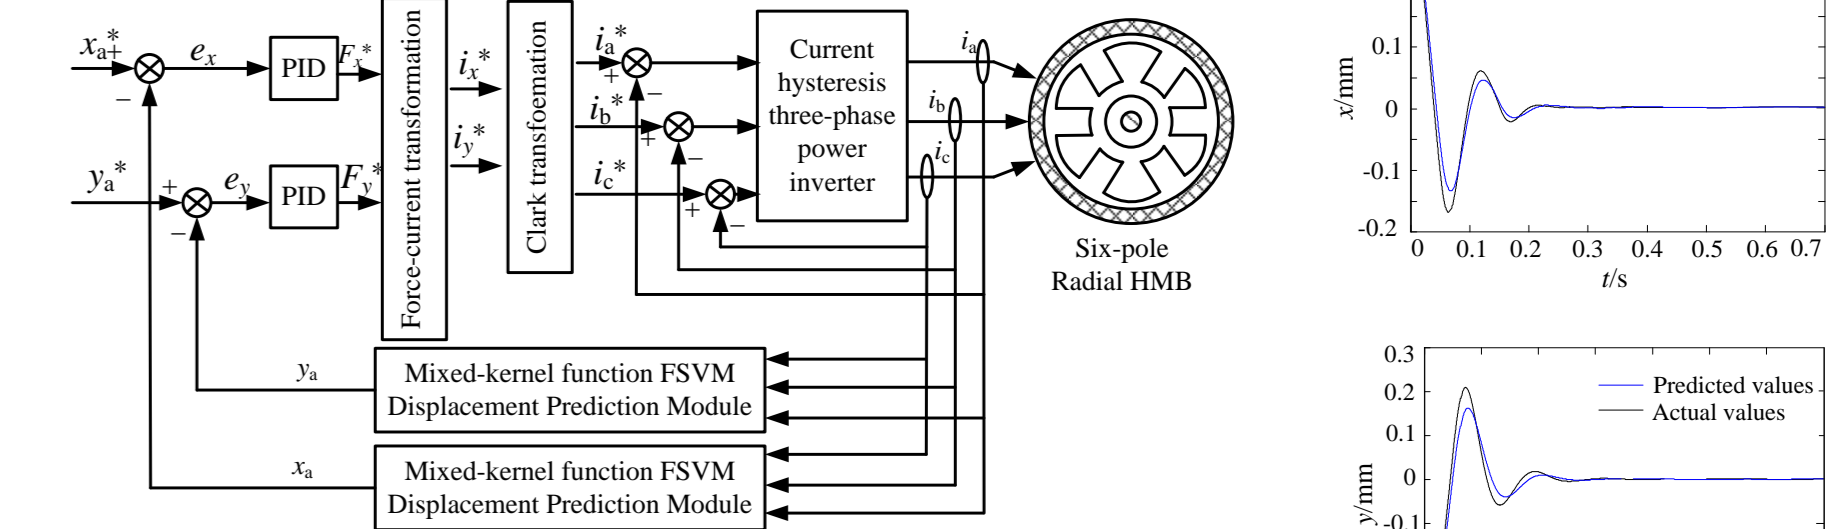 xa+*
ex
PID
Fx*
−
ya*
+
ey
PID
Fy*
−
Force-current transformation
ix*
iy*
Clark transfoemation
ia*
+
−
ib*
+
−
ic*
+
−
Current
hysteresis
three-phase
power
inverter
ia
ib
ic
Six-pole
Radial HMB
ya
Mixed-kernel function FSVM
Displacement Prediction Module
xa
Mixed-kernel function FSVM
Displacement Prediction Module
x/mm
0.1
0
-0.1
-0.2
0 0.1 0.2 0.3 0.4 0.5 0.6 0.7
t/s
y/mm
0.3
0.2
0.1
0
-0.1
Predicted values
Actual values